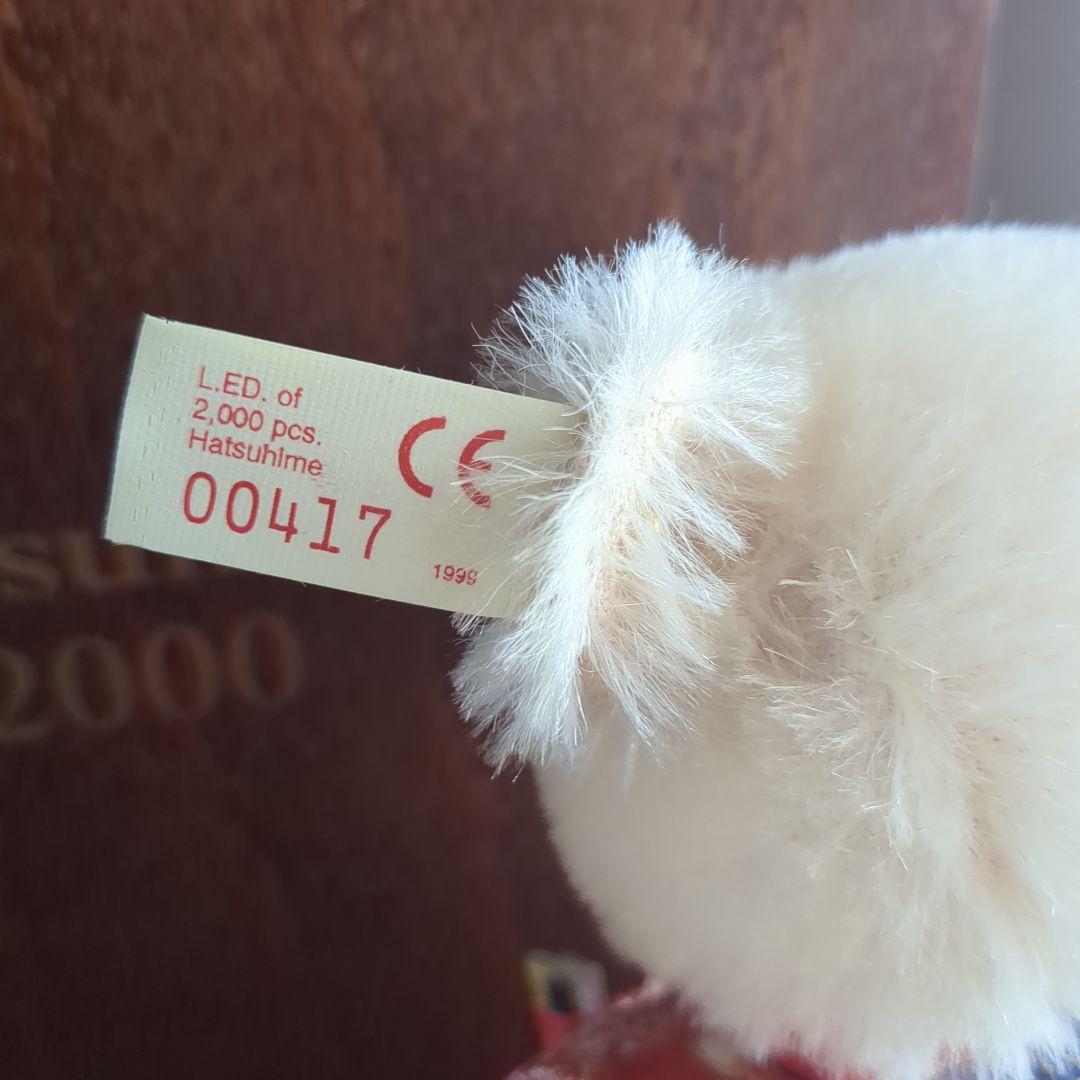 L.ED. of
2,000 pcs.
Hatsuhime
00417
CE
1999
2000